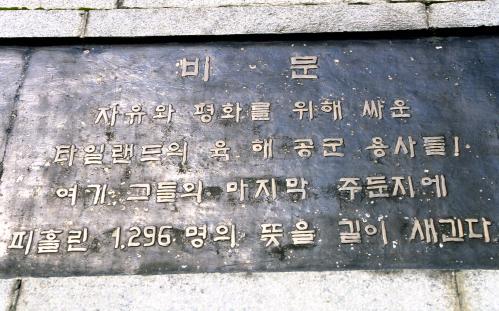 비 문
자유와 평화를 위해 싸운
타일랜드의 육 해 공군 용사들!
여기 그들의 마지막 주둔지에
피흘린 1,296 명의 뜻을 길이 새긴다